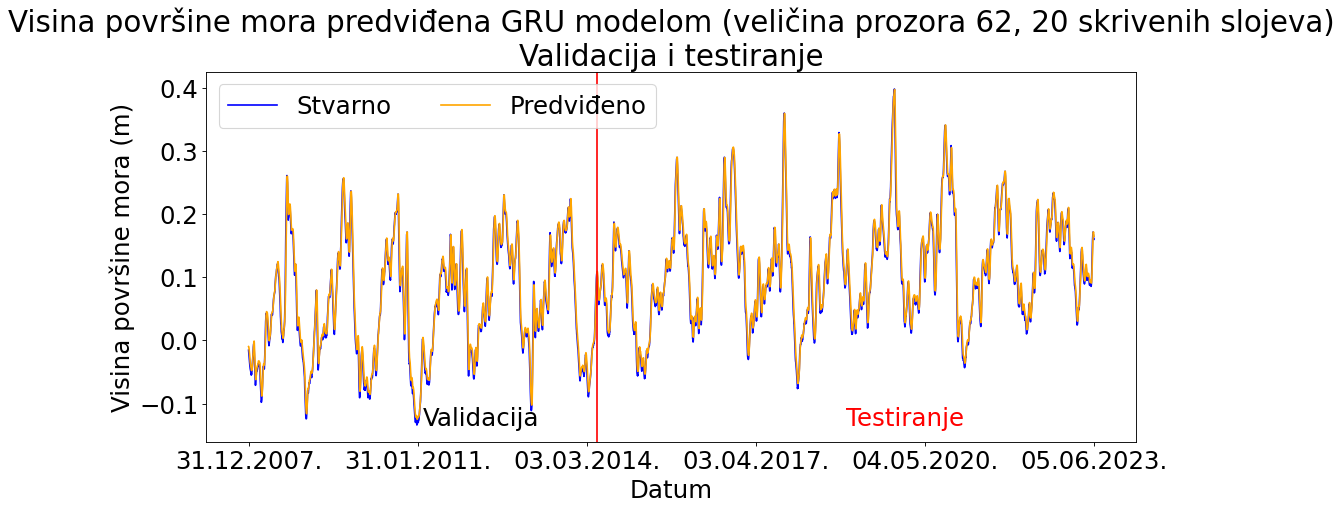 Visina površine mora predviđena GRU modelom (veličina prozora 62, 20 skrivenih slojeva)
Validacija i testiranje
Stvarno
Predviđeno
Visina površine mora (m)
0.4
0.3
0.2
0.1
0.0
−0.1
Validacija
Testiranje
31.12.2007.
31.01.2011.
03.03.2014.
03.04.2017.
04.05.2020.
05.06.2023.
Datum